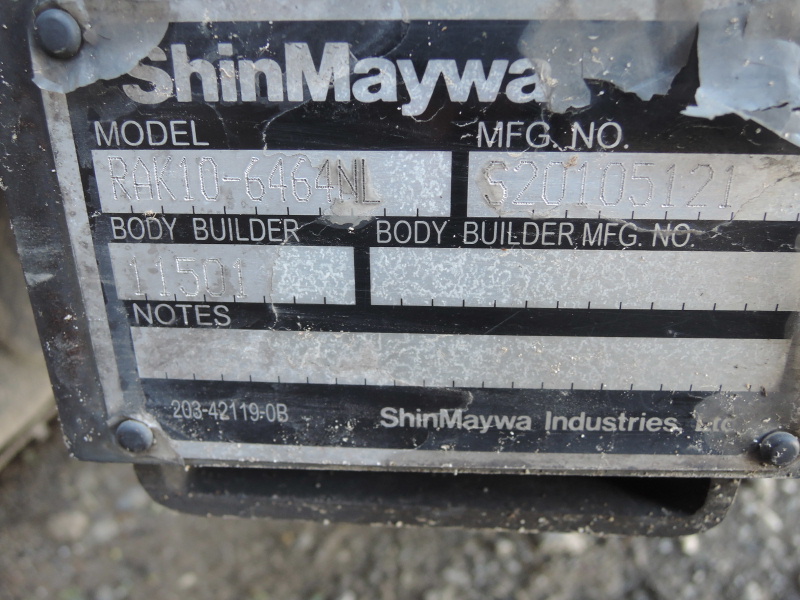 ShinMaywa
MODEL MFG. NO.
RAK10-6464NL S20105121
BODY BUILDER BODY BUILDER MFG. NO.
11501
NOTES
203-42119-0B ShinMaywa Industries, Ltd.